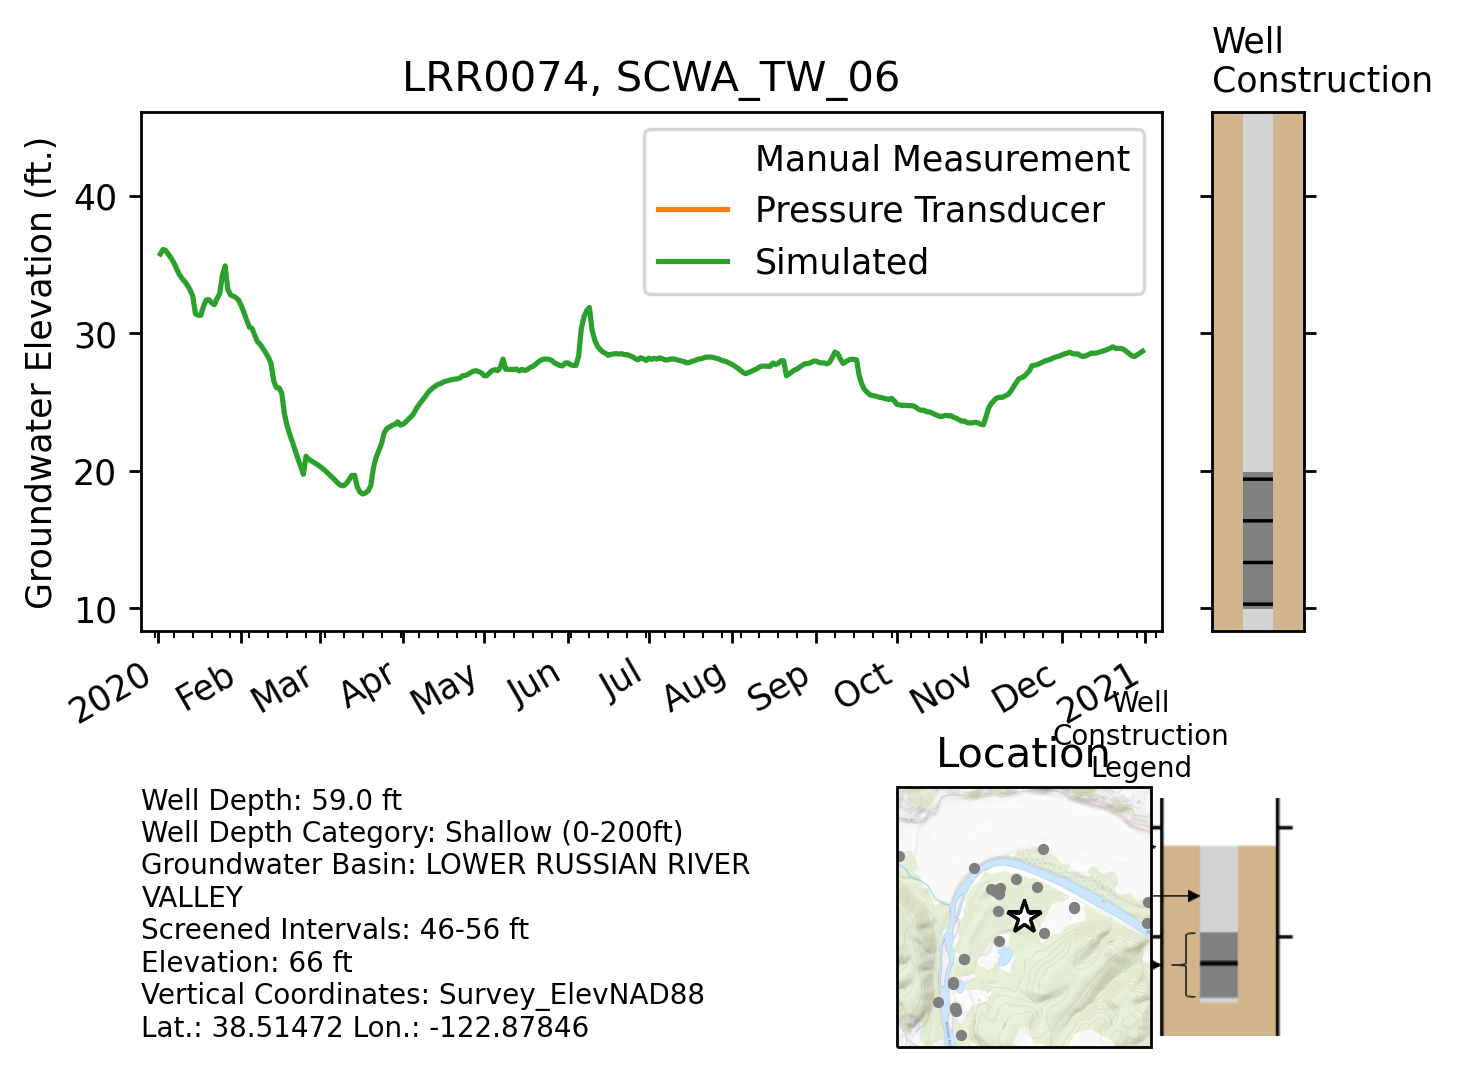 Well
Construction
LRR0074, SCWA_TW_06
Groundwater Elevation (ft.)
40
30
20
10
Manual Measurement
Pressure Transducer
Simulated
2020
Feb
Mar
Apr
May
Jun
Jul
Aug
Sep
Oct
Nov
Dec
2021
Well
Construction
Legend
Location
Well Depth: 59.0 ft
Well Depth Category: Shallow (0-200ft)
Groundwater Basin: LOWER RUSSIAN RIVER
VALLEY
Screened Intervals: 46-56 ft
Elevation: 66 ft
Vertical Coordinates: Survey_ElevNAD88
Lat.: 38.51472 Lon.: -122.87846